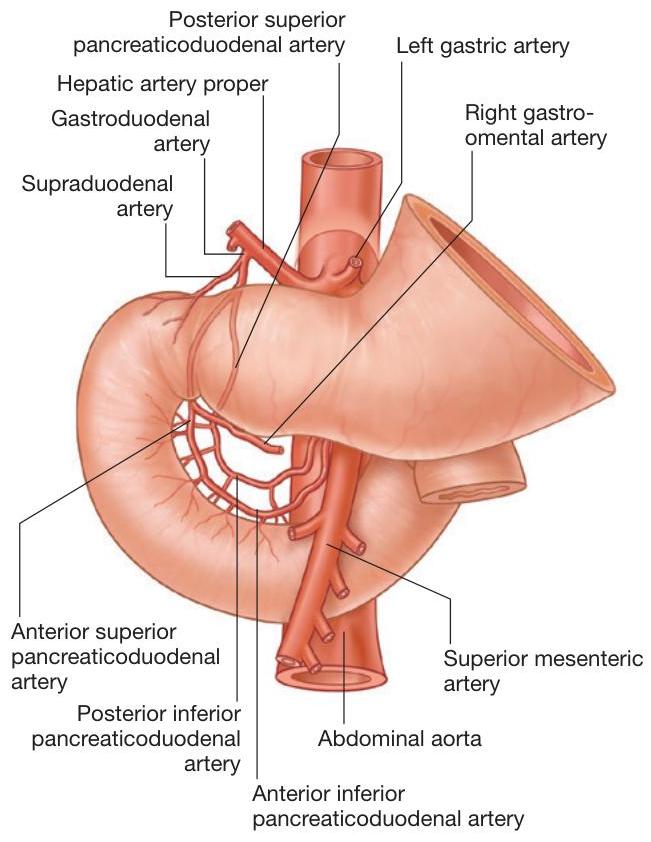 Posterior superior
pancreaticoduodenal artery
Left gastric artery
Hepatic artery proper
Right gastro-
omental artery
Gastroduodenal
artery
Supraduodenal
artery
Anterior superior
pancreaticoduodenal
artery
Superior mesenteric
artery
Posterior inferior
pancreaticoduodenal
artery
Abdominal aorta
Anterior inferior
pancreaticoduodenal artery